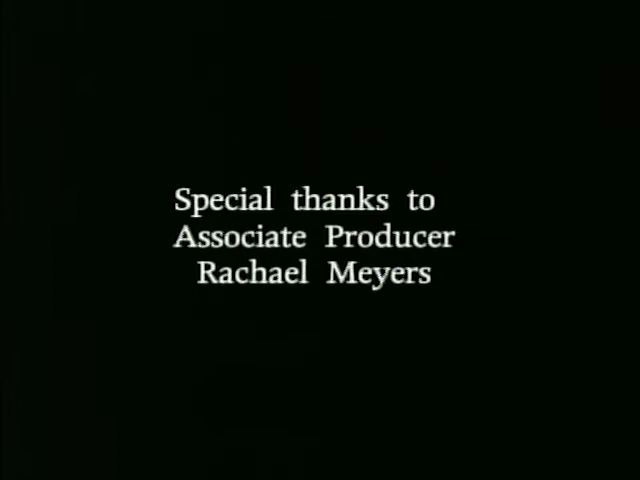 Special thanks to
Associate Producer
Rachael Meyers